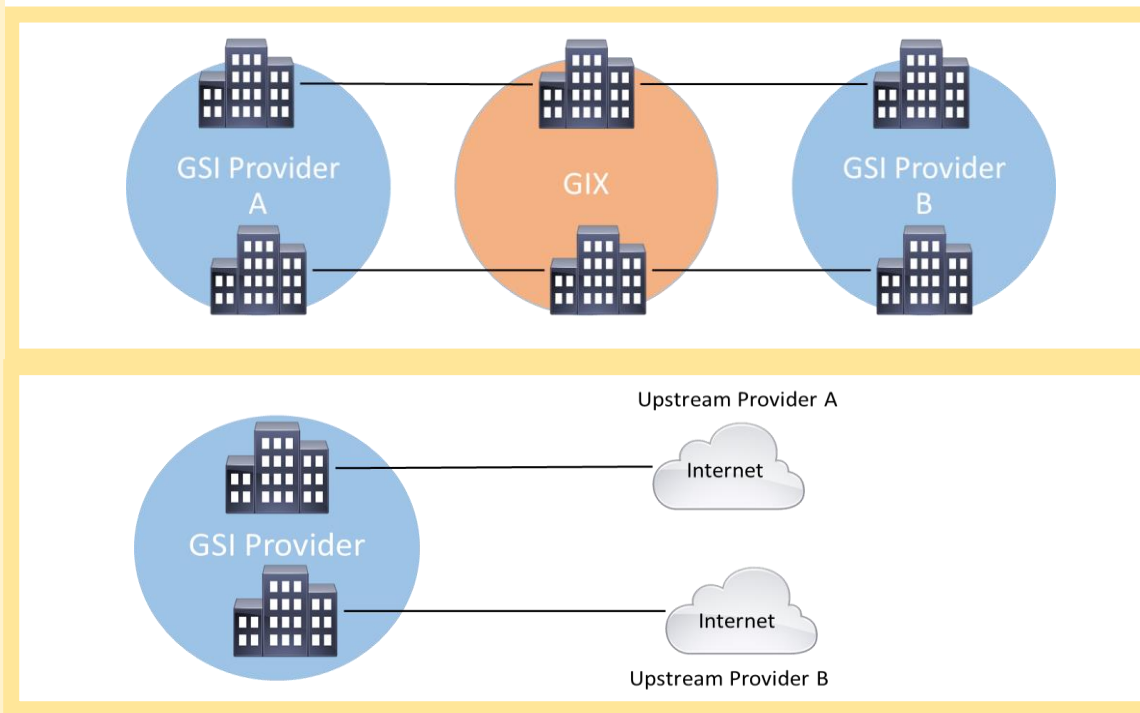 GSI Provider
A
GIX
GSI Provider
B
Upstream Provider A
Internet
GSI Provider
Internet
Upstream Provider B